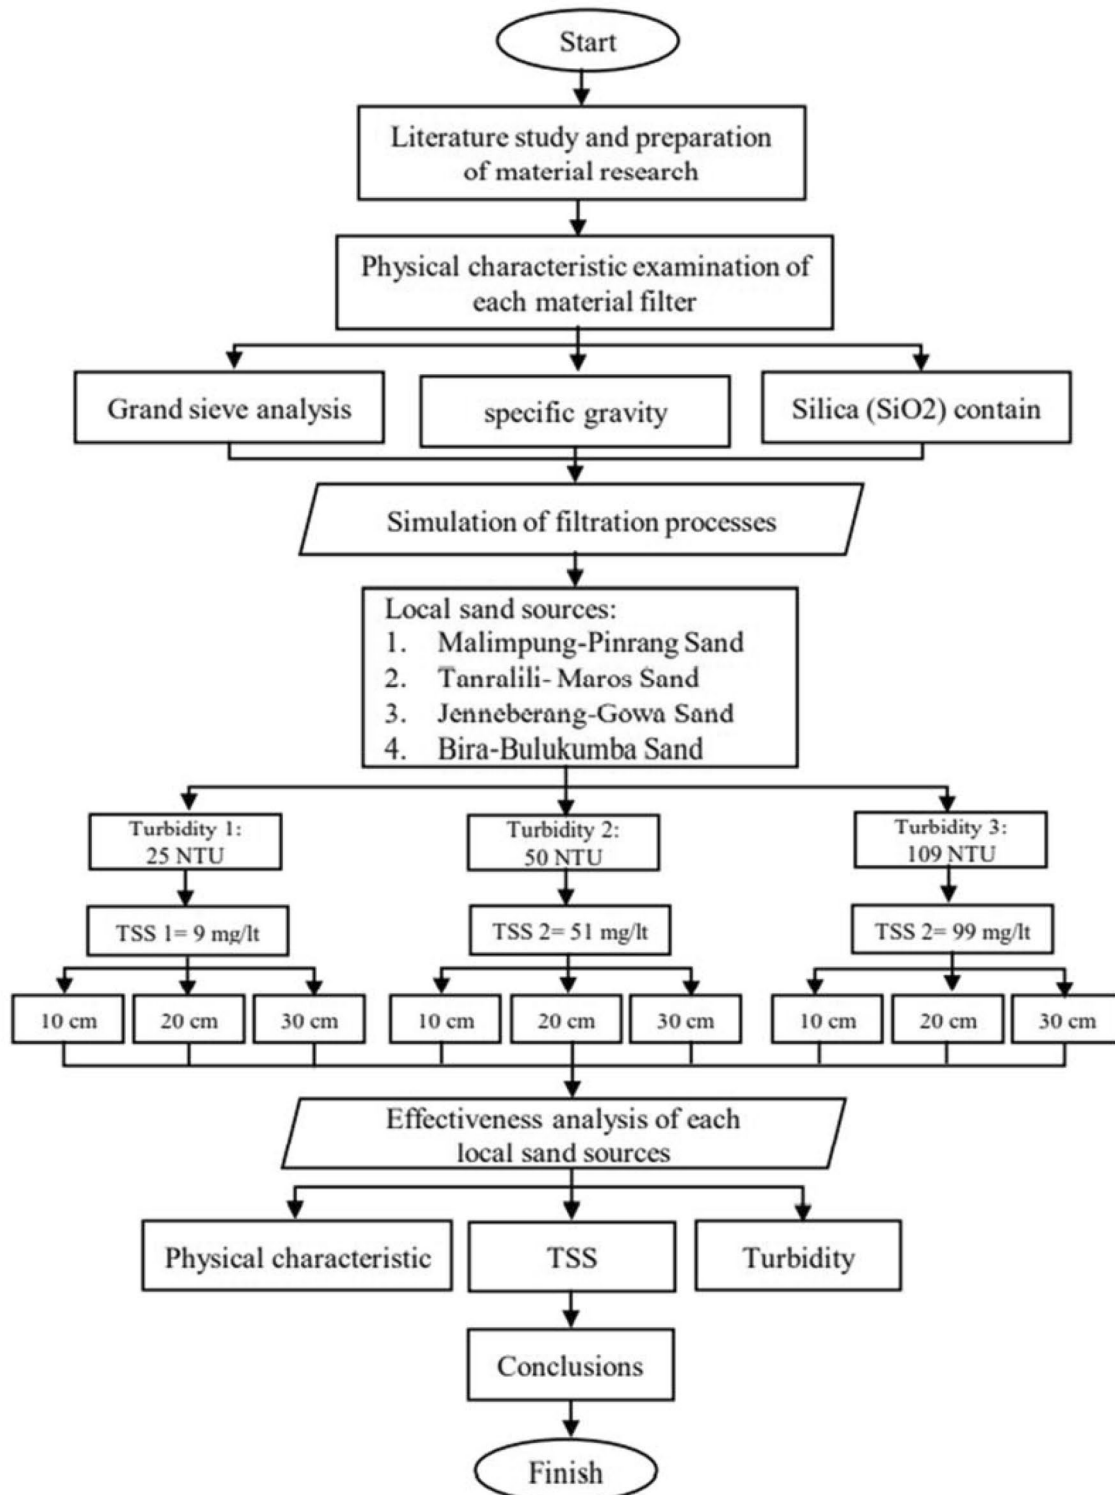 Start
Literature study and preparation
of material research
Physical characteristic examination of
each material filter
Grand sieve analysis
specific gravity
Silica (SiO2) contain
Simulation of filtration processes
Local sand sources:
1. Malimpung-Pinrang Sand
2. Tanralili- Maros Sand
3. Jenneberang-Gowa Sand
4. Bira-Bulukumba Sand
Turbidity 1:
25 NTU
Turbidity 2:
50 NTU
Turbidity 3:
109 NTU
TSS 1= 9 mg/lt
TSS 2= 51 mg/lt
TSS 2= 99 mg/lt
10 cm
20 cm
30 cm
10 cm
20 cm
30 cm
10 cm
20 cm
30 cm
Effectiveness analysis of each
local sand sources
Physical characteristic
TSS
Turbidity
Conclusions
Finish